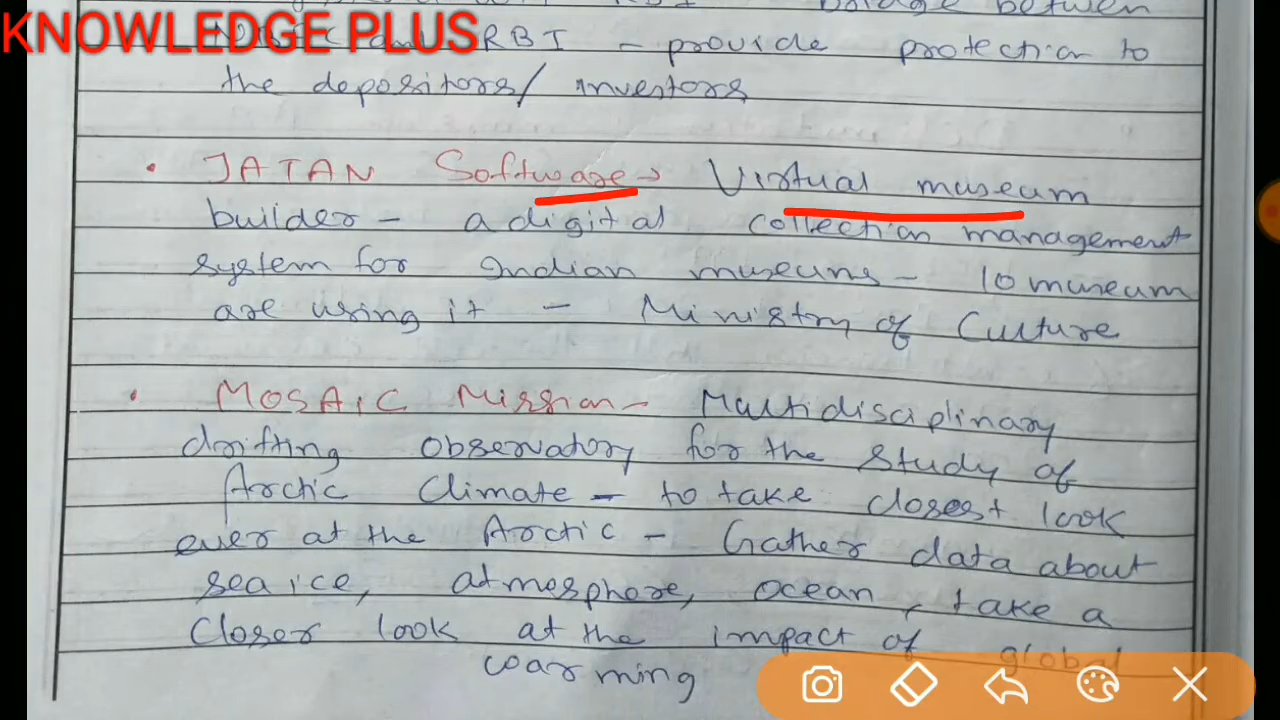 bridge between
KNOWLEDGE PLUS
RBI - provide protection to
the depositors/ investors
• JATAN Software → Virtual museum
builder - a digital collection management
system for Indian museums - 10 museum
are using it - Ministry of Culture
• MOSAiC Mission - Multidisciplinary
drifting observatory for the study of
Arctic Climate - to take closest look
ever at the Arctic - Gather data about
sea ice, atmosphere, ocean, take a
closer look at the impact of global
warming